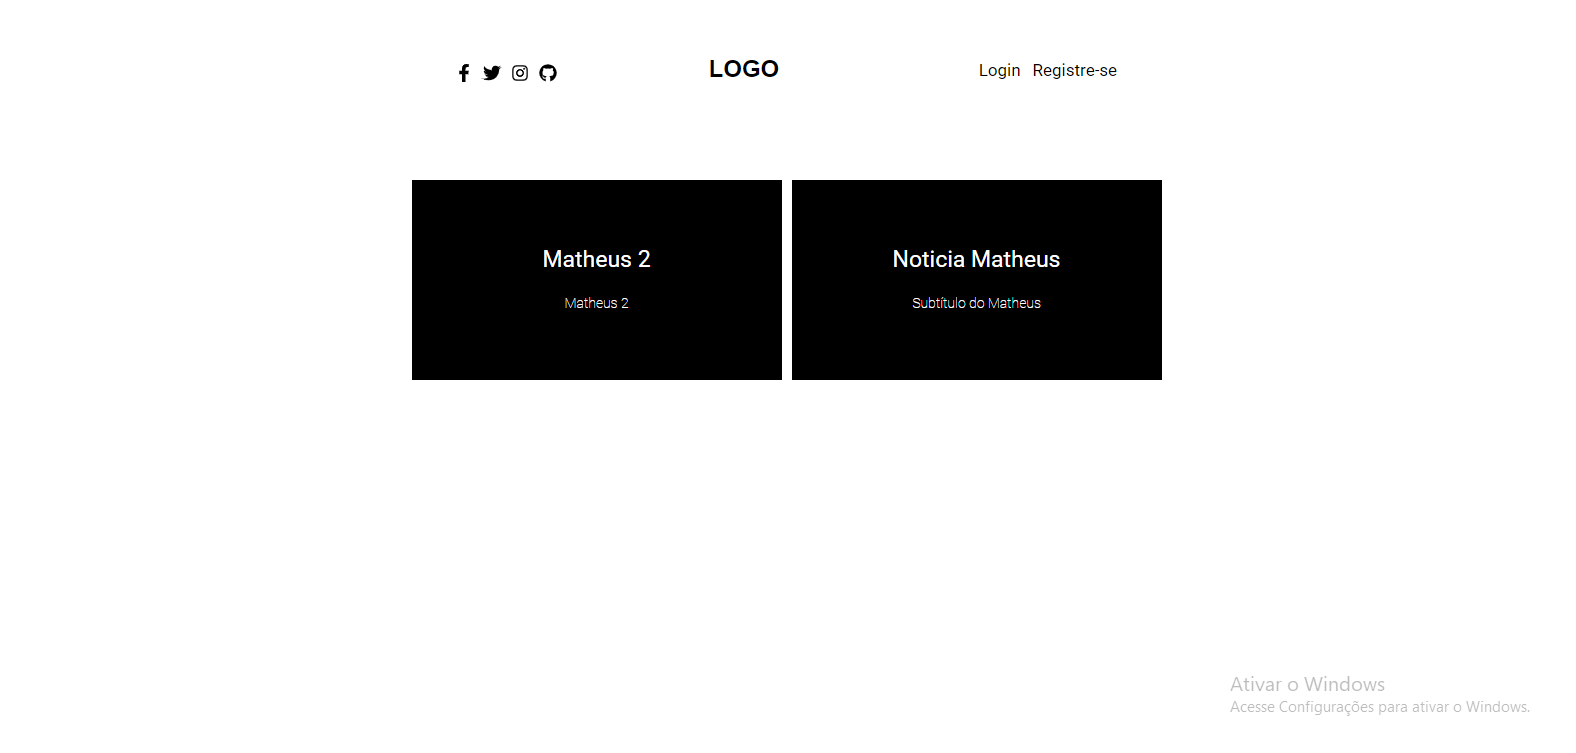 LOGO
Login Registre-se
Matheus 2
Matheus 2
Noticia Matheus
Subtítulo do Matheus
Ativar o Windows
Acesse Configurações para ativar o Windows.